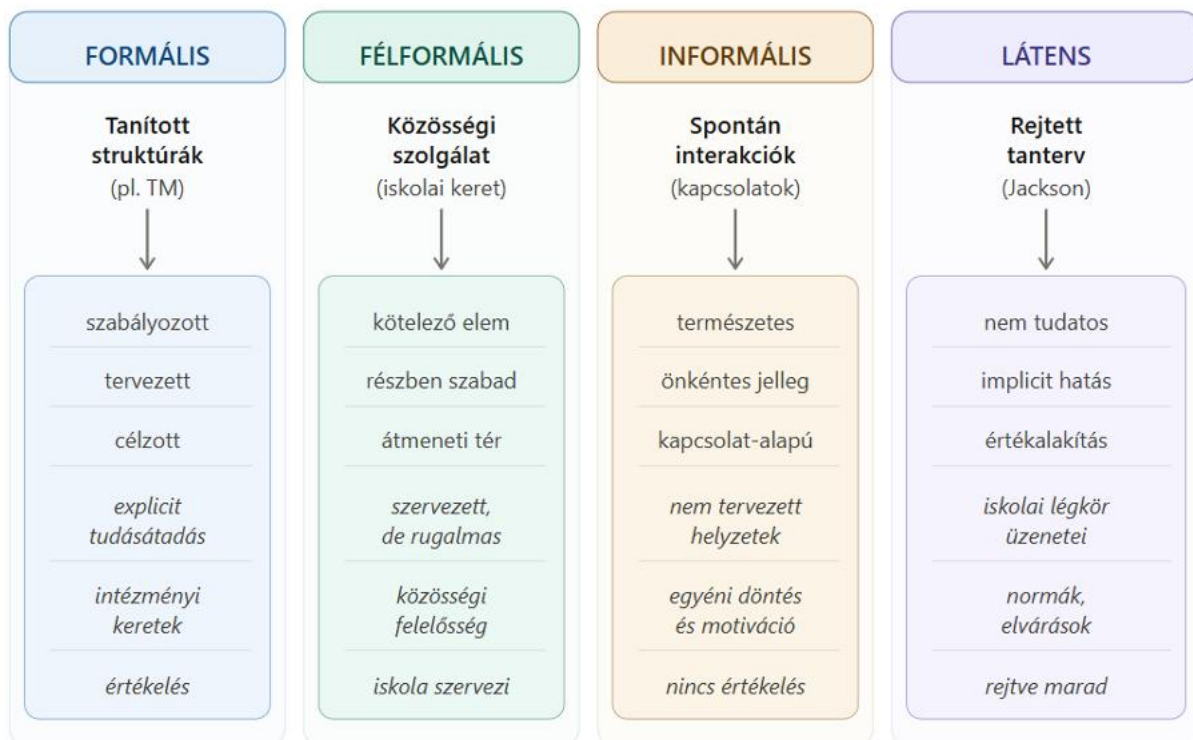 FORMÁLIS
Tanított
struktúrák
(pl. TM)
szabályozott
tervezett
célzott
explicit
tudásátadás
intézményi
keretek
értékelés
FÉLFORMÁLIS
Közösségi
szolgálat
(iskolai keret)
kötelező elem
részben szabad
átmeneti tér
szervezett,
de rugalmas
közösségi
felelősség
iskola szervezi
INFORMÁLIS
Spontán
interakciók
(kapcsolatok)
természetes
önkéntes jelleg
kapcsolat-alapú
nem tervezett
helyzetek
egyéni döntés
és motiváció
nincs értékelés
LÁTENS
Rejtett
tanterv
(Jackson)
nem tudatos
implicit hatás
értékalakítás
iskolai légkör
üzenetei
normák,
elvárások
rejtve marad